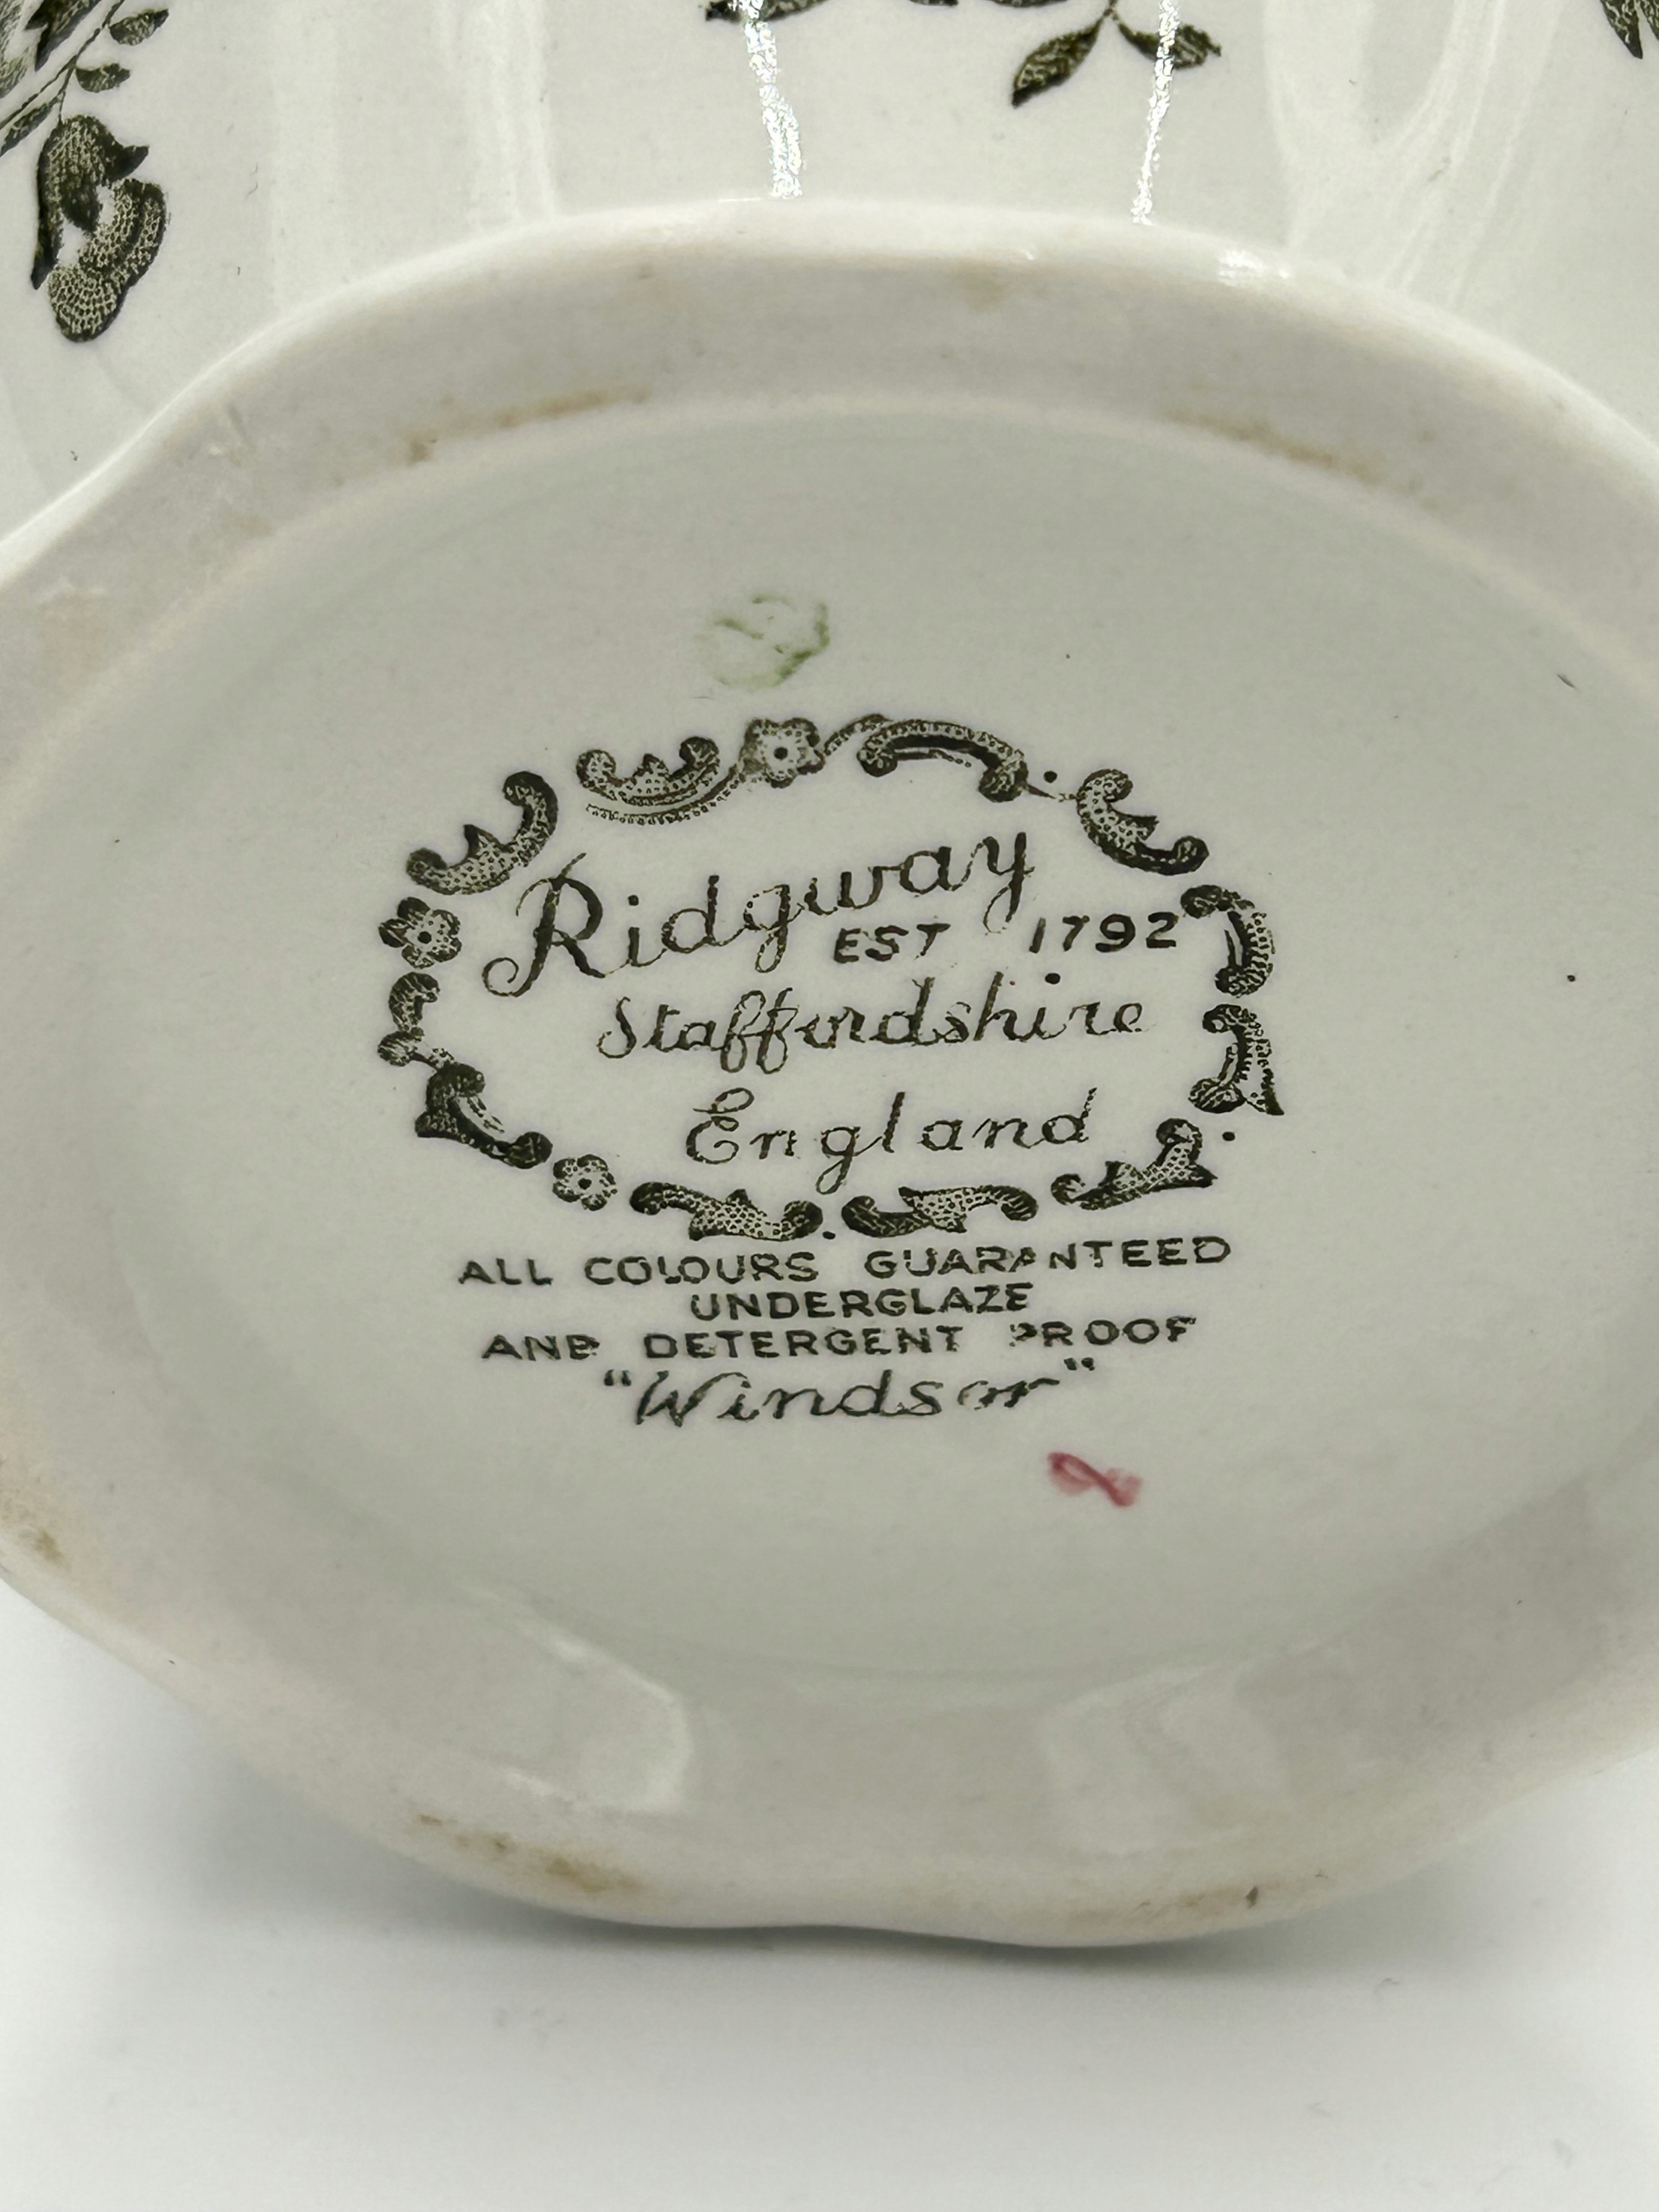 Ridgway
EST 1792
Staffordshire
England
ALL COLOURS GUARANTEED
UNDERGLAZE
AND DETERGENT PROOF
"Windsor"